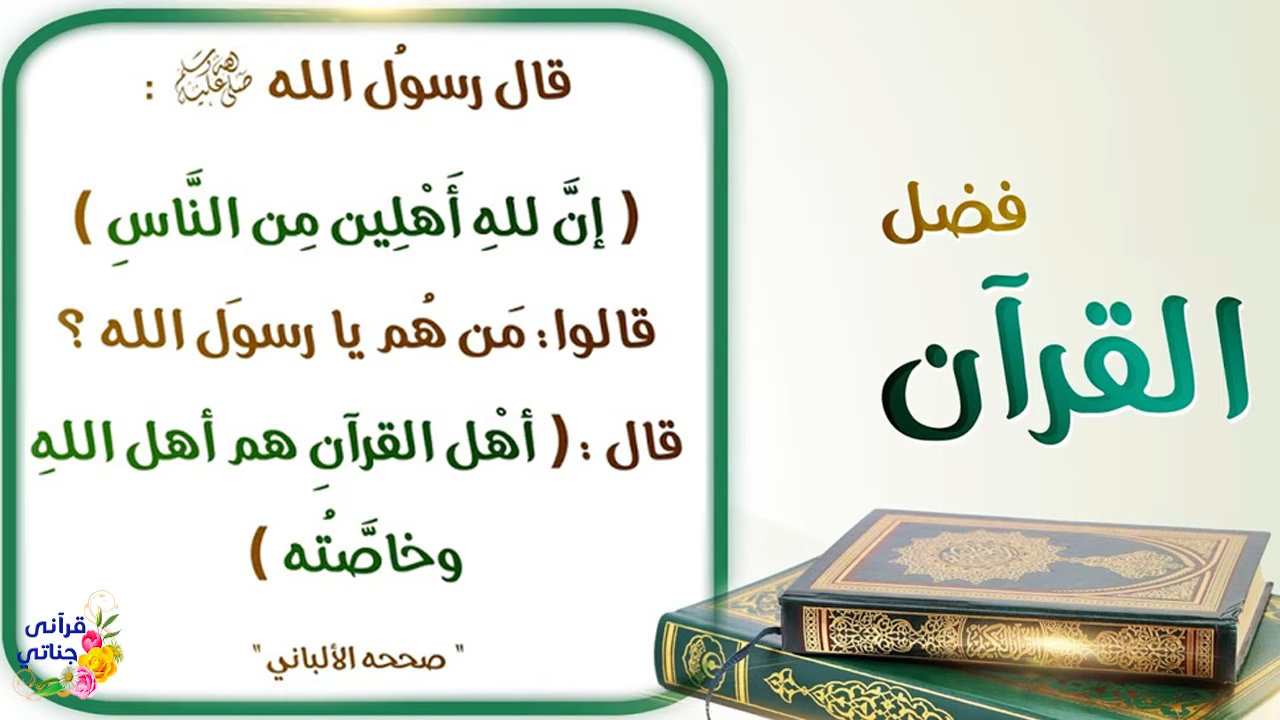 قال رسولُ الله ﷺ :
( إنَّ للهِ أَهْلِين مِن النَّاسِ )
قالوا: مَن هُم يا رسولَ الله ؟
قال :( أهْل القرآنِ هم أهل اللهِ
وخاصَّتُه )
" صححه الألباني"
فضل
القرآن
قرآنى
جناتي